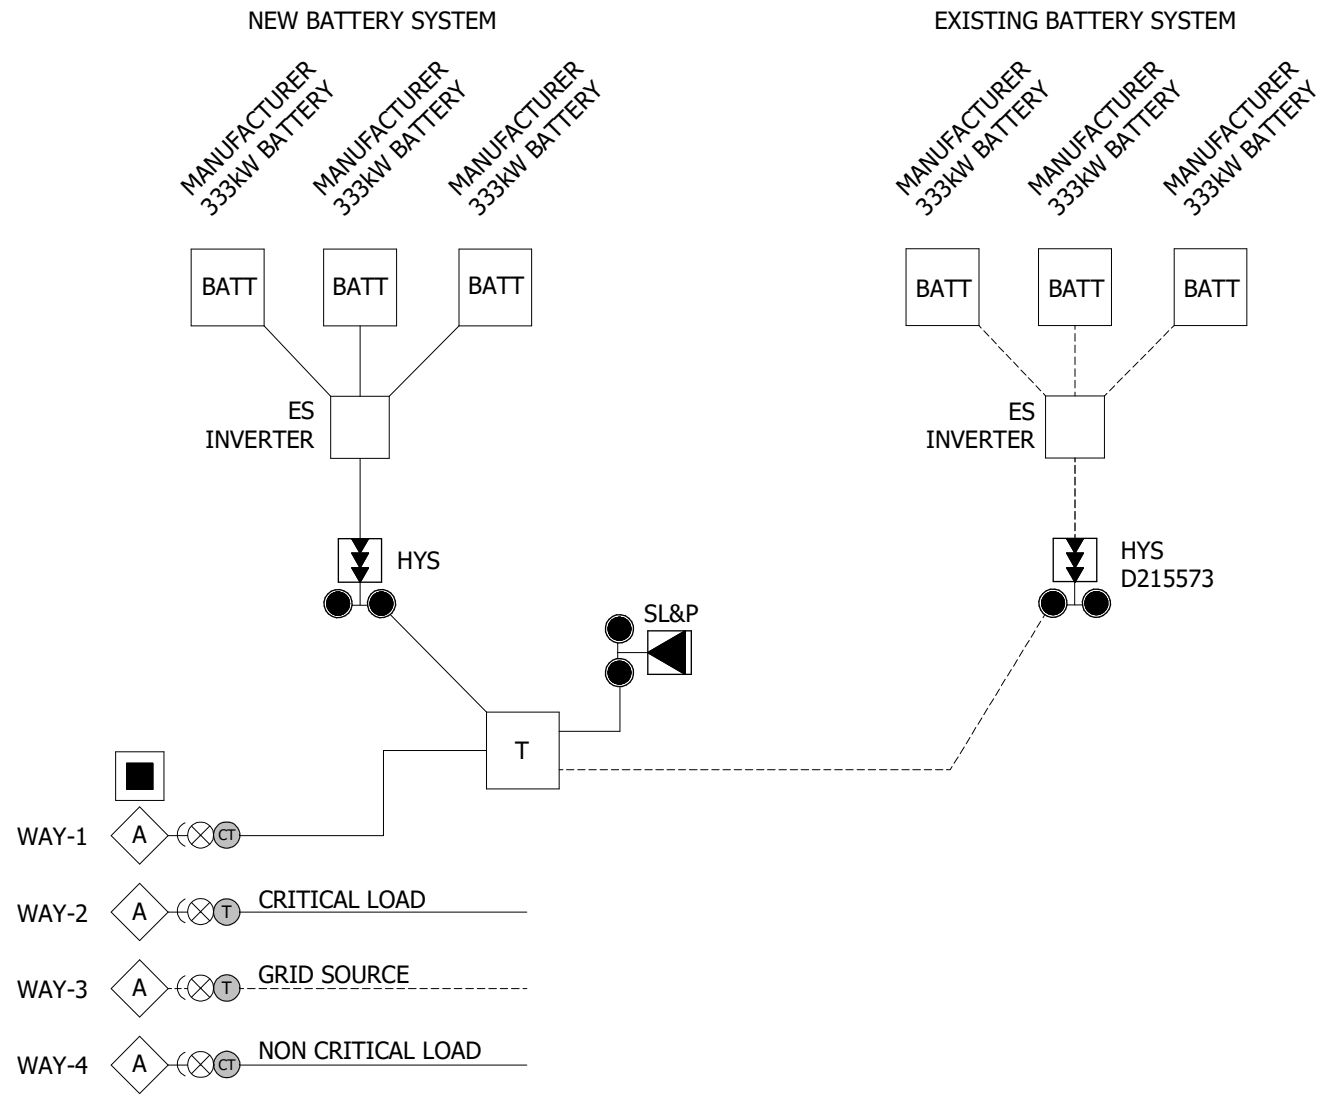 NEW BATTERY SYSTEM
EXISTING BATTERY SYSTEM
MANUFACTURER
333kW BATTERY
MANUFACTURER
333kW BATTERY
MANUFACTURER
333kW BATTERY
MANUFACTURER
333kW BATTERY
MANUFACTURER
333kW BATTERY
MANUFACTURER
333kW BATTERY
BATT
BATT
BATT
BATT
BATT
BATT
ES
INVERTER
ES
INVERTER
HYS
HYS
D215573
SL&P
T
WAY-1
A
CT
WAY-2
A
T
CRITICAL LOAD
WAY-3
A
T
GRID SOURCE
WAY-4
A
CT
NON CRITICAL LOAD